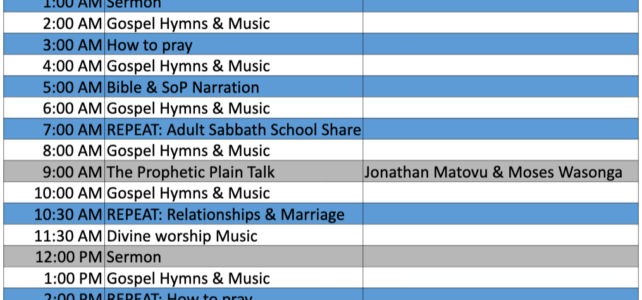 1:00 AM Sermon
2:00 AM Gospel Hymns & Music
3:00 AM How to pray
4:00 AM Gospel Hymns & Music
5:00 AM Bible & SoP Narration
6:00 AM Gospel Hymns & Music
7:00 AM REPEAT: Adult Sabbath School Share
8:00 AM Gospel Hymns & Music
9:00 AM The Prophetic Plain Talk Jonathan Matovu & Moses Wasonga
10:00 AM Gospel Hymns & Music
10:30 AM REPEAT: Relationships & Marriage
11:30 AM Divine worship Music
12:00 PM Sermon
1:00 PM Gospel Hymns & Music
2:00 PM REPEAT: How to pray